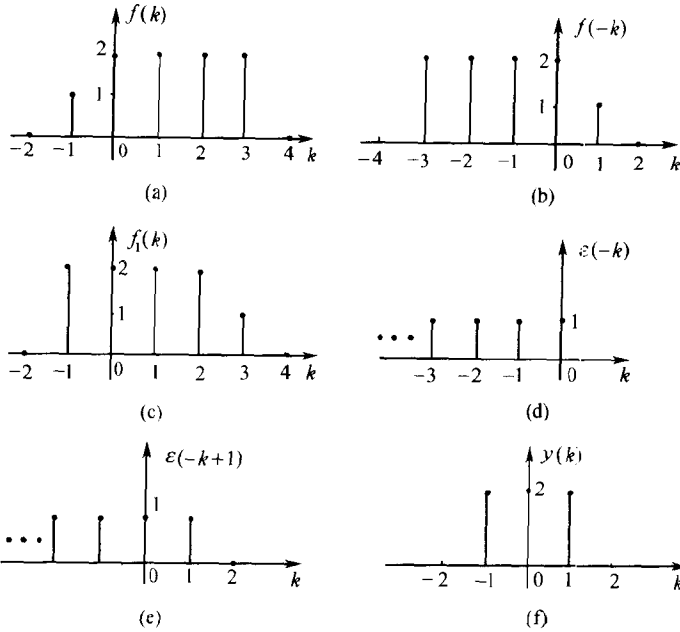 f(k)
2
1
−2 −1 0 1 2 3 4 k
(a)
f(−k)
2
1
−4 −3 −2 −1 0 1 2 k
(b)
f₁(k)
2
1
−2 −1 0 1 2 3 4 k
(c)
ε(−k)
1
−3 −2 −1 0 k
(d)
ε(−k+1)
1
0 1 2 k
(e)
y(k)
2
−2 −1 0 1 2 k
(f)